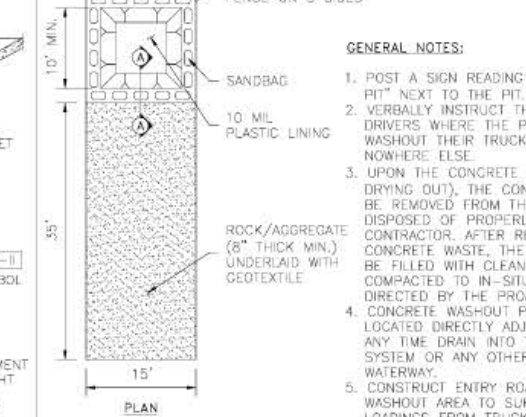 FENCE ON 3 SIDES
10' MIN.
A
SANDBAG
10 MIL
PLASTIC LINING
A
35'
ROCK/AGGREGATE
(8" THICK MIN.)
UNDERLAID WITH
GEOTEXTILE
15'
PLAN
GENERAL NOTES:
1. POST A SIGN READING
PIT" NEXT TO THE PIT.
2. VERBALLY INSTRUCT TH
DRIVERS WHERE THE P
WASHOUT THEIR TRUCK
NOWHERE ELSE.
3. UPON THE CONCRETE
DRYING OUT), THE CON
BE REMOVED FROM TH
DISPOSED OF PROPERL
CONTRACTOR. AFTER RE
CONCRETE WASTE, THE
BE FILLED WITH CLEAN
COMPACTED TO IN-SITU
DIRECTED BY THE PRO
4. CONCRETE WASHOUT P
LOCATED DIRECTLY ADJ
ANY TIME DRAIN INTO T
SYSTEM OR ANY OTHER
WATERWAY.
5. CONSTRUCT ENTRY ROA
WASHOUT AREA TO SUP
LOADINGS FROM TRUCK
ET
-II
BOL
MENT
HT